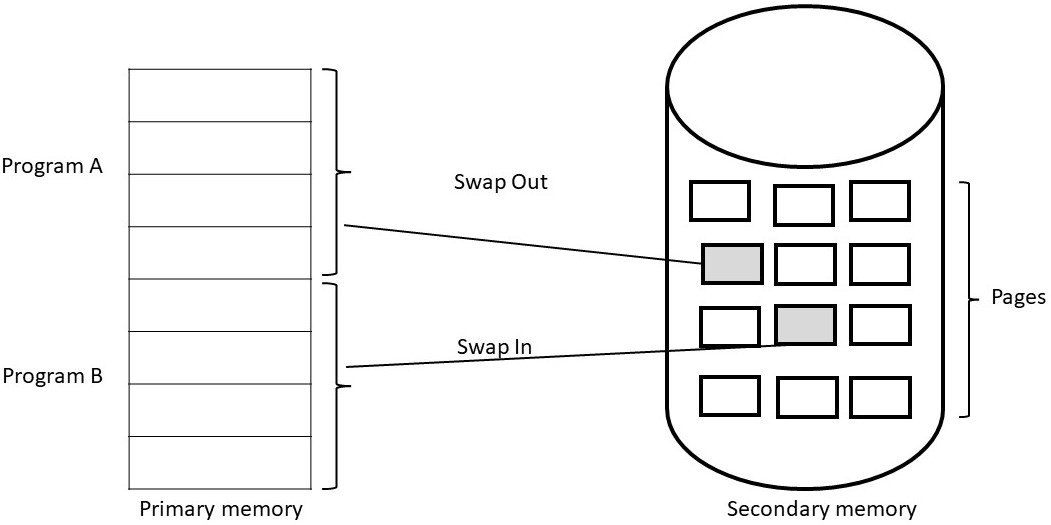 Program A
Swap Out
Pages
Swap In
Program B
Primary memory
Secondary memory